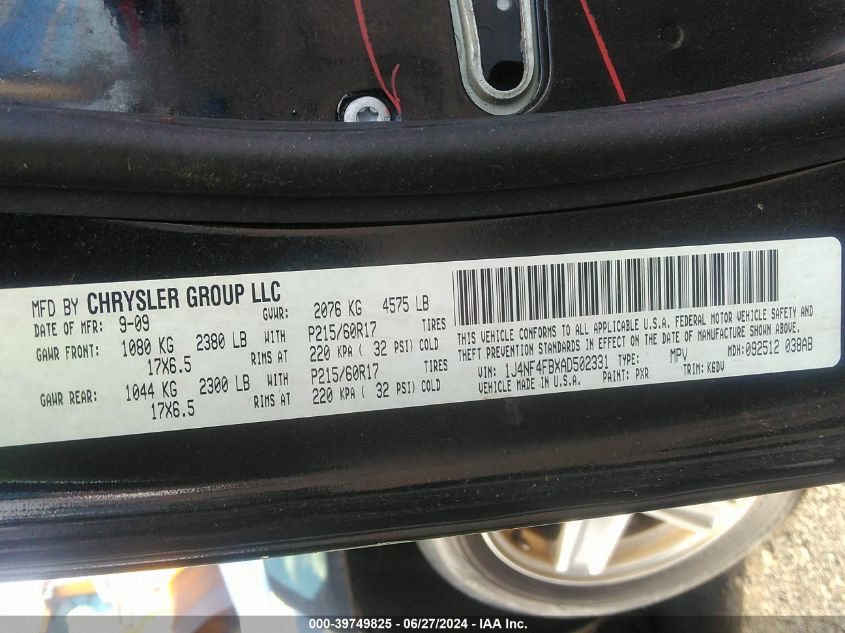 MFD BY CHRYSLER GROUP LLC
DATE OF MFR: 9-09 GVWR: 2076 KG 4575 LB
GAWR FRONT: 1080 KG 2380 LB WITH P215/60R17 TIRES
17X6.5 RIMS AT 220 KPA ( 32 PSI) COLD
GAWR REAR: 1044 KG 2300 LB WITH P215/60R17 TIRES
17X6.5 RIMS AT 220 KPA ( 32 PSI) COLD
THIS VEHICLE CONFORMS TO ALL APPLICABLE U.S.A. FEDERAL MOTOR VEHICLE SAFETY AND
THEFT PREVENTION STANDARDS IN EFFECT ON THE DATE OF MANUFACTURE SHOWN ABOVE.
VIN: 1J4NF4FBXAD502331 TYPE: MPV MDH: 092512 038AB
VEHICLE MADE IN U.S.A. PAINT: PXR TRIM: K6DV
000-39749825 - 06/27/2024 - IAA Inc.